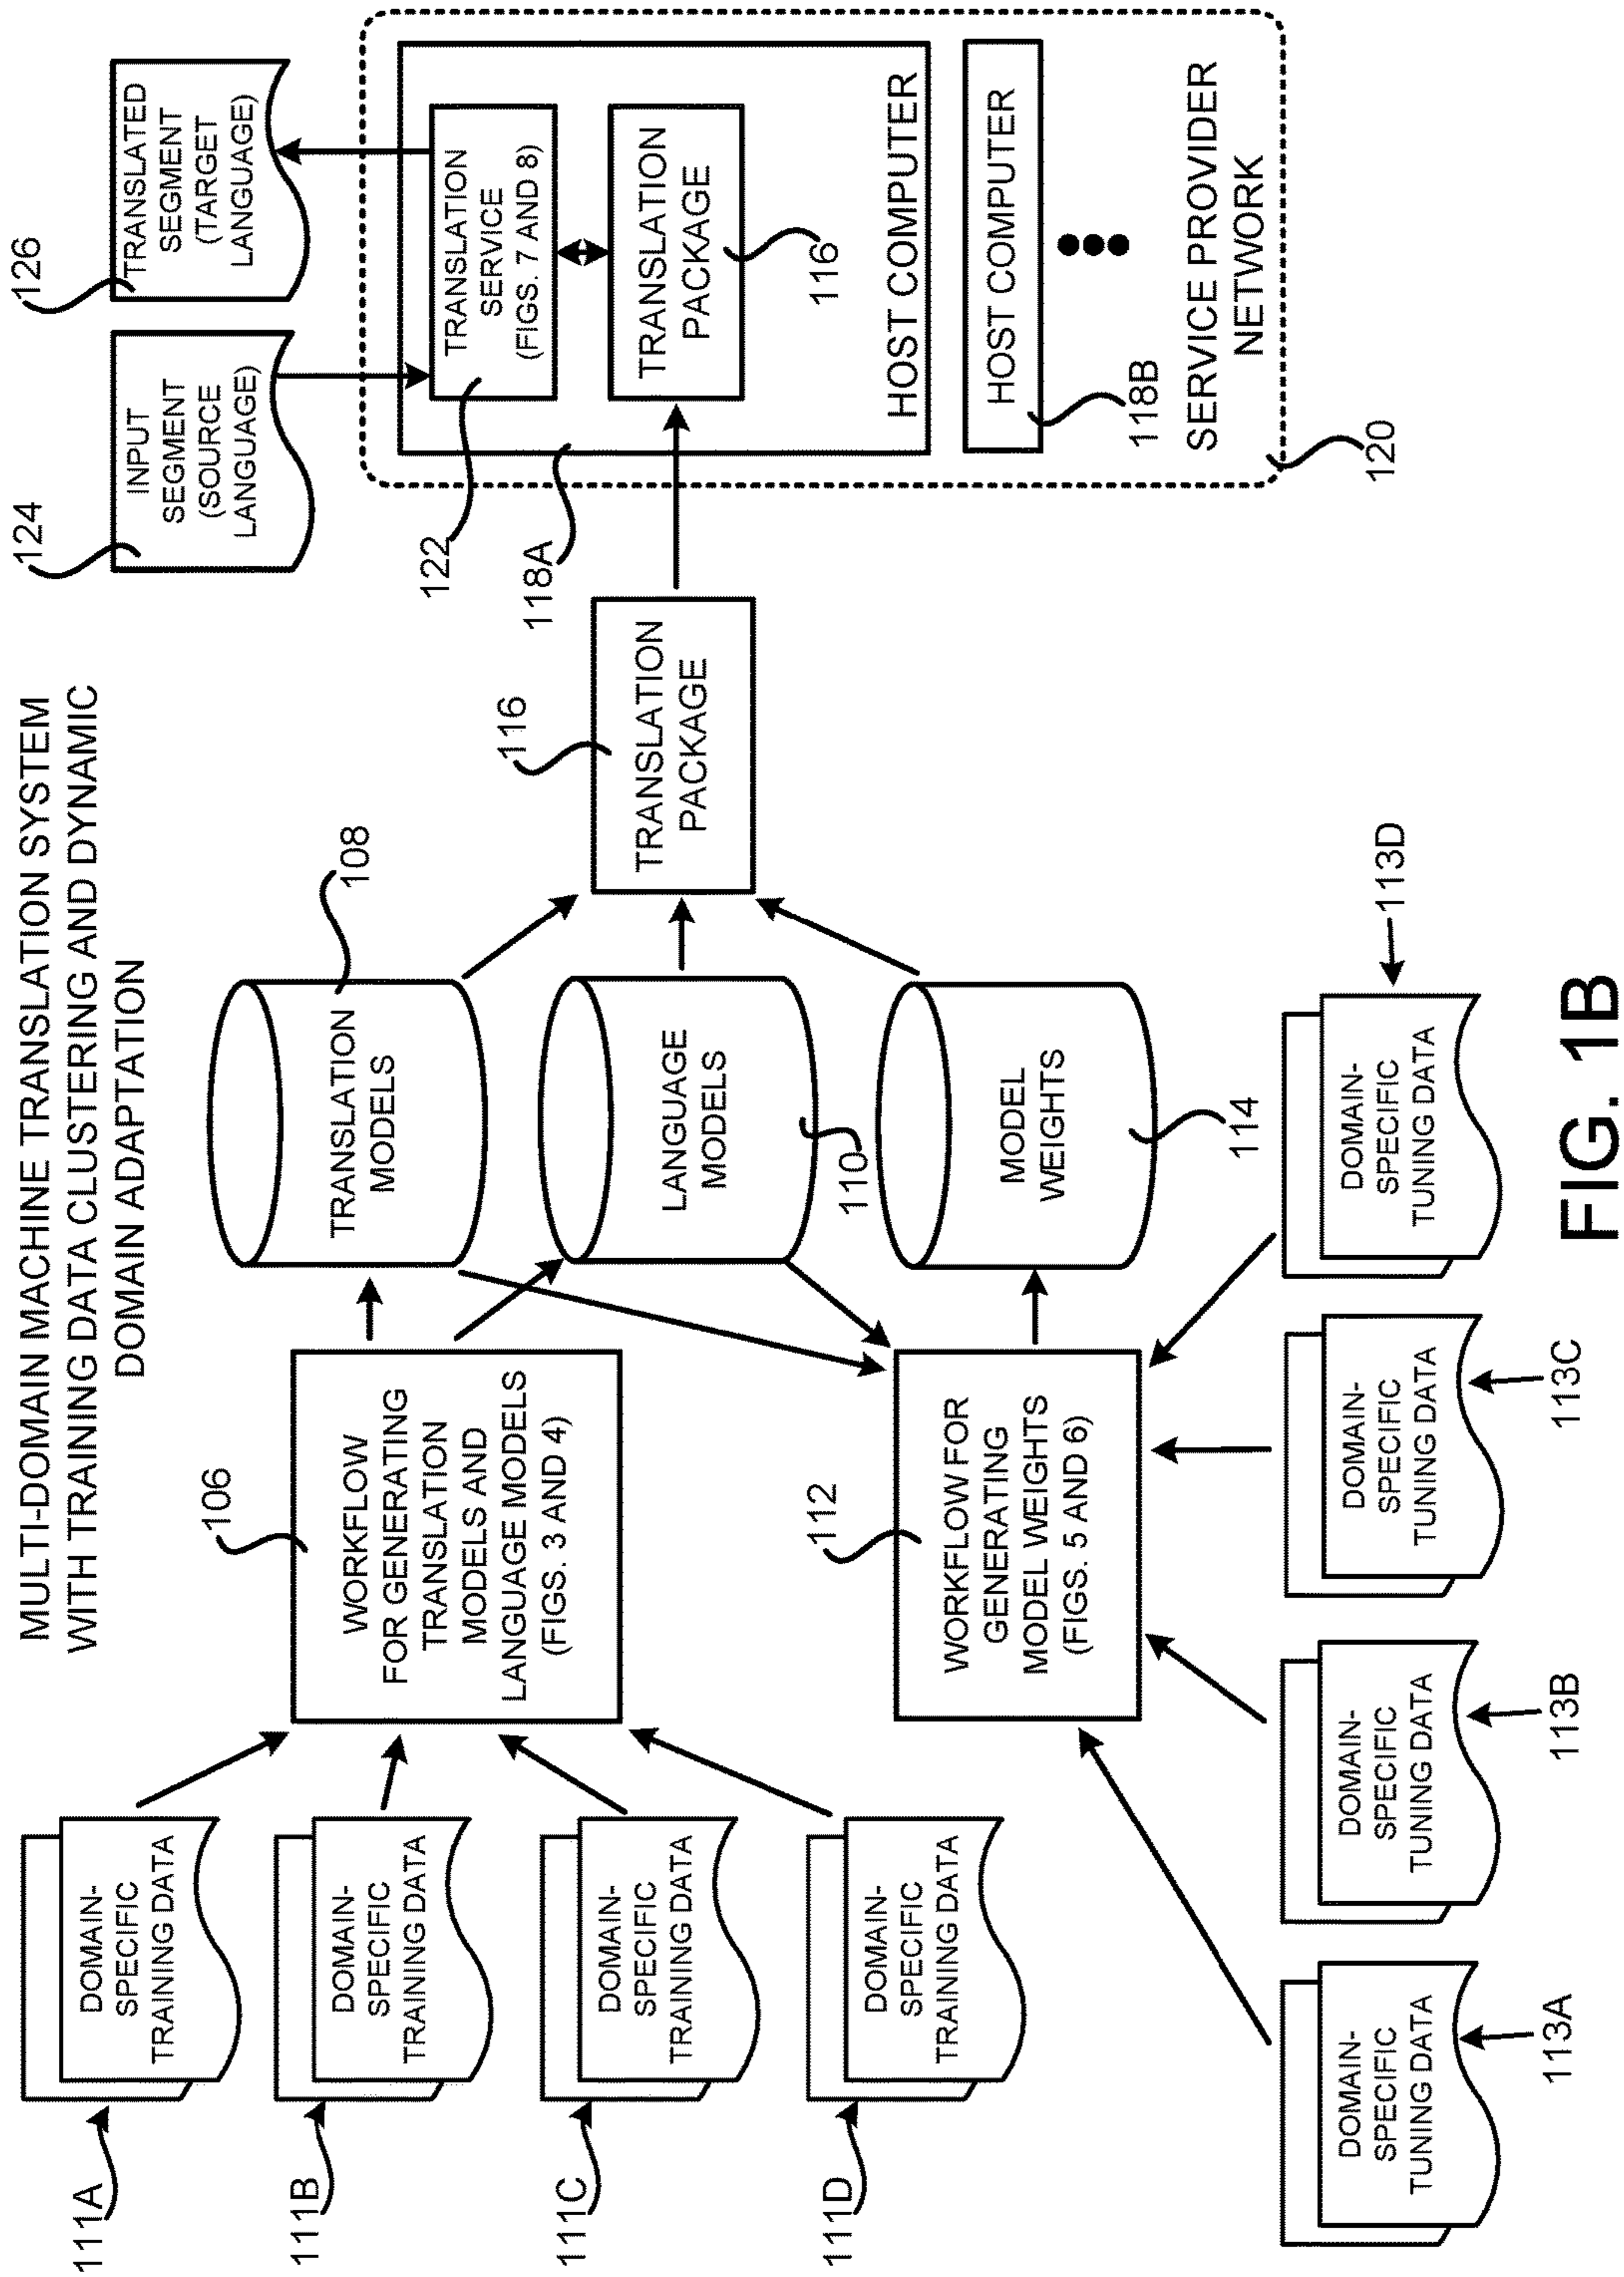 MULTI-DOMAIN MACHINE TRANSLATION SYSTEM
WITH TRAINING DATA CLUSTERING AND DYNAMIC
DOMAIN ADAPTATION
111A
DOMAIN-
SPECIFIC
TRAINING DATA
111B
DOMAIN-
SPECIFIC
TRAINING DATA
111C
DOMAIN-
SPECIFIC
TRAINING DATA
111D
DOMAIN-
SPECIFIC
TRAINING DATA
106
WORKFLOW
FOR GENERATING
TRANSLATION
MODELS AND
LANGUAGE MODELS
(FIGS. 3 AND 4)
108
TRANSLATION
MODELS
LANGUAGE
MODELS
110
112
WORKFLOW FOR
GENERATING
MODEL WEIGHTS
(FIGS. 5 AND 6)
MODEL
WEIGHTS
114
116
TRANSLATION
PACKAGE
124
INPUT
SEGMENT
(SOURCE
LANGUAGE)
126
TRANSLATED
SEGMENT
(TARGET
LANGUAGE)
122
TRANSLATION
SERVICE
(FIGS. 7 AND 8)
118A
TRANSLATION
PACKAGE
116
HOST COMPUTER
HOST COMPUTER
118B
SERVICE PROVIDER
NETWORK
120
DOMAIN-
SPECIFIC
TUNING DATA
113A
DOMAIN-
SPECIFIC
TUNING DATA
113B
DOMAIN-
SPECIFIC
TUNING DATA
113C
DOMAIN-
SPECIFIC
TUNING DATA
113D
FIG. 1B